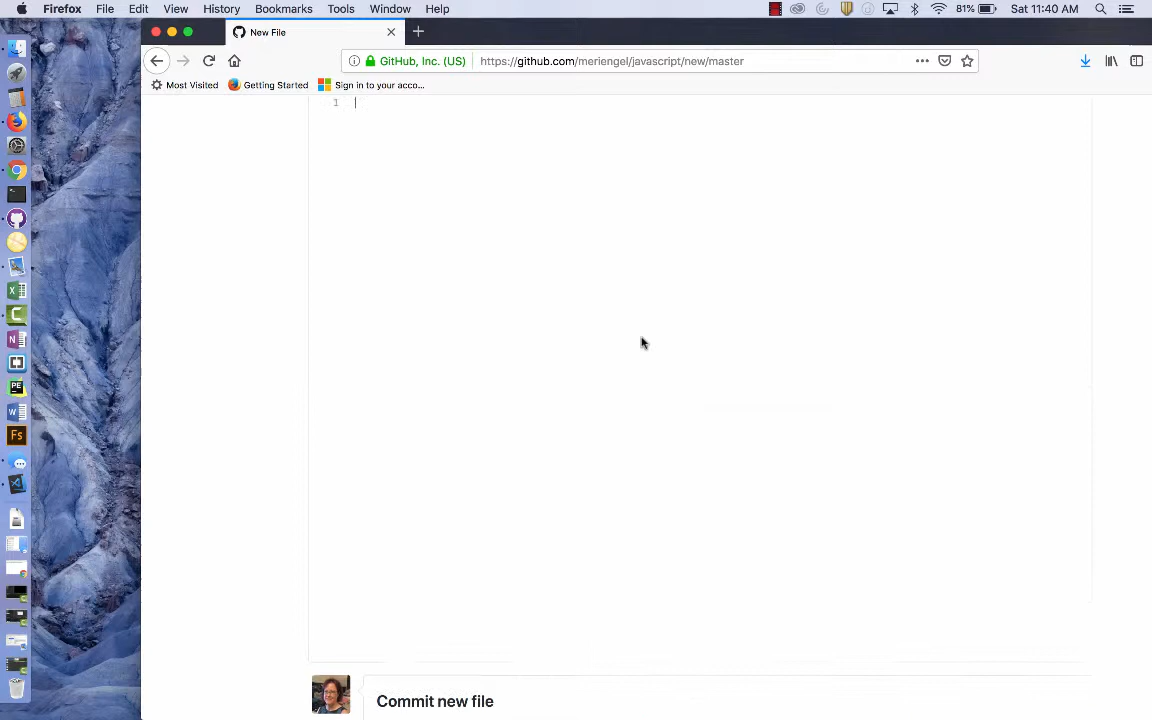 Firefox File Edit View History Bookmarks Tools Window Help 81% Sat 11:40 AM
New File
GitHub, Inc. (US) https://github.com/meriengel/javascript/new/master
Most Visited Getting Started Sign in to your acco...
1
Commit new file
PE
Fs